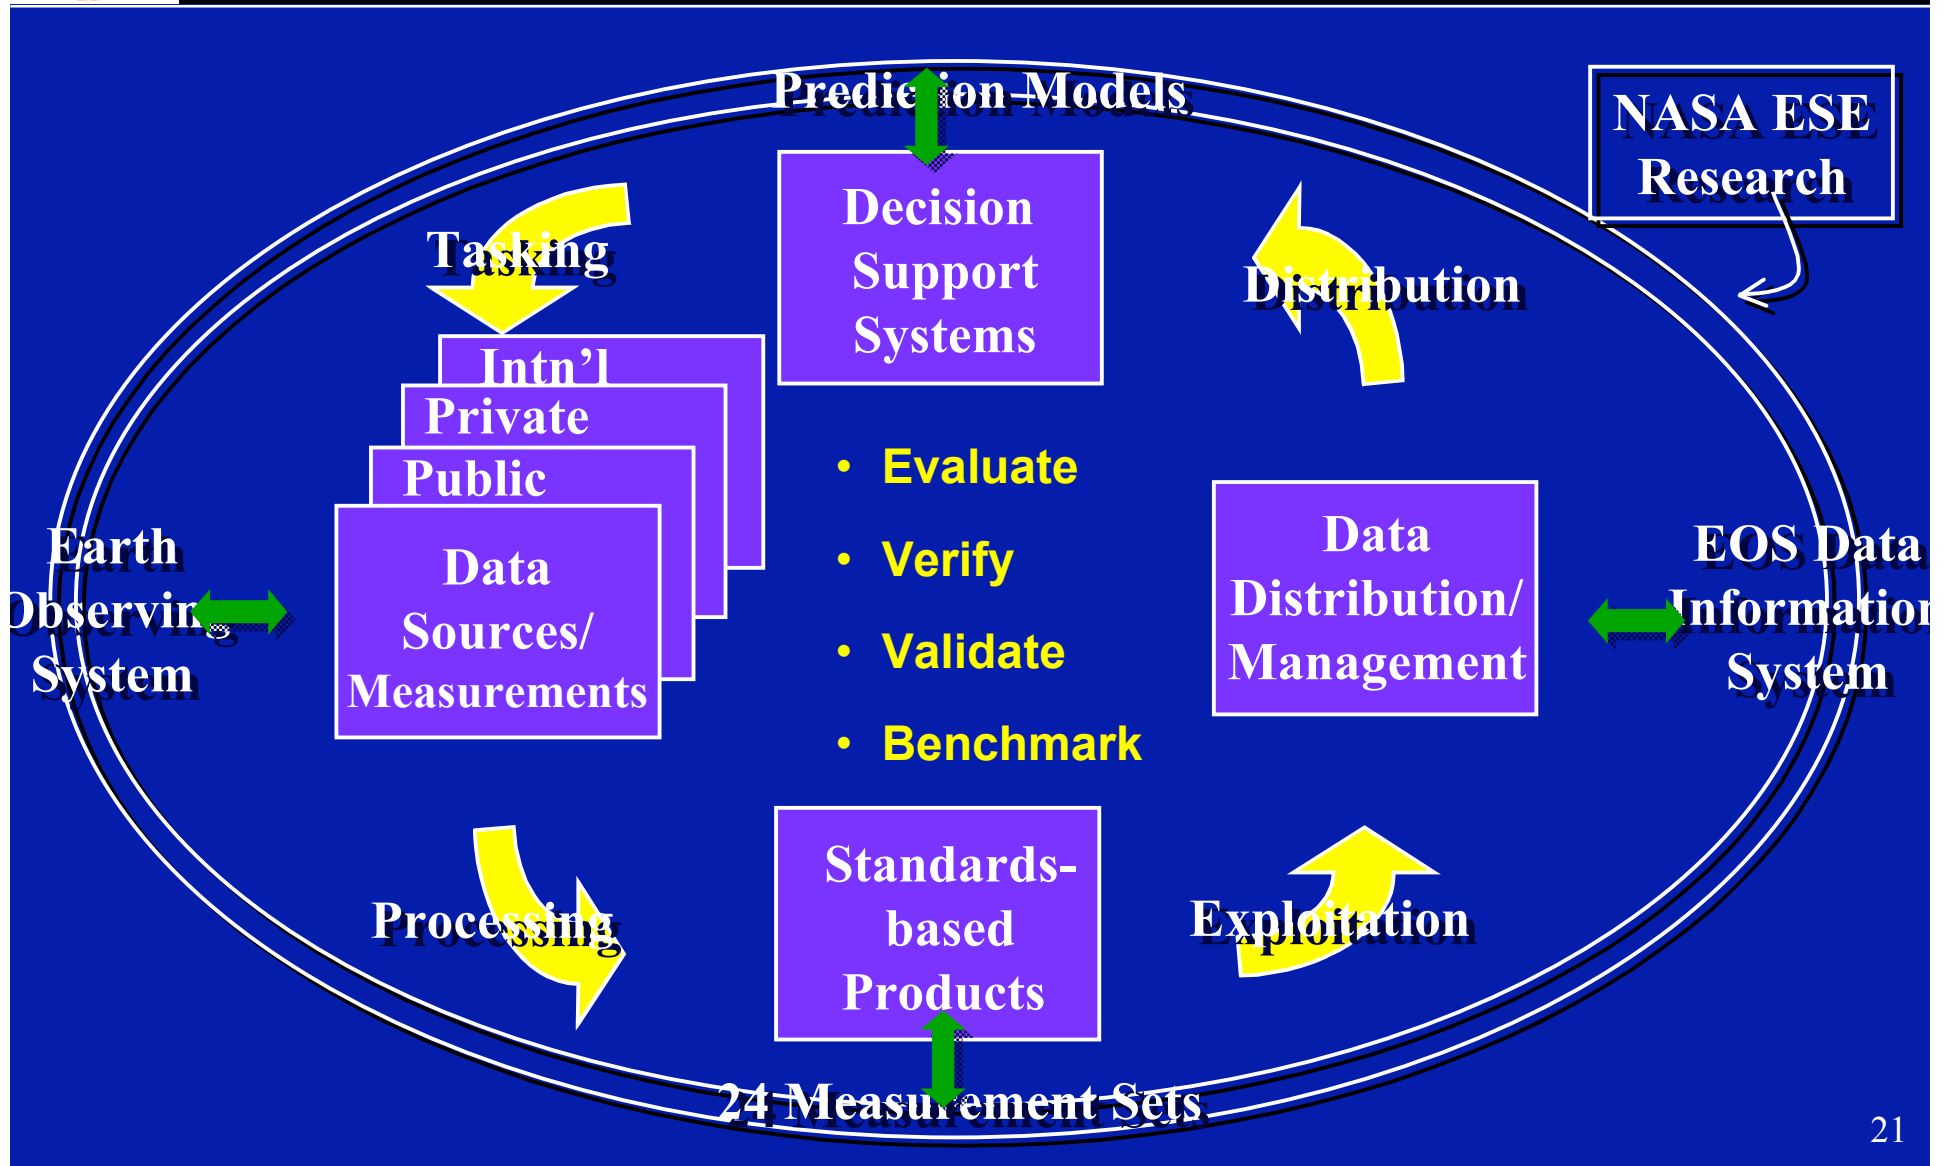 Prediction Models
NASA ESE
Research
Decision
Support
Systems
Tasking
Distribution
Intn'l
Private
Public
Data
Sources/
Measurements
• Evaluate
• Verify
• Validate
• Benchmark
Data
Distribution/
Management
Earth
Observing
System
EOS Data
Information
System
Processing
Standards-
based
Products
Exploitation
24 Measurement Sets
21